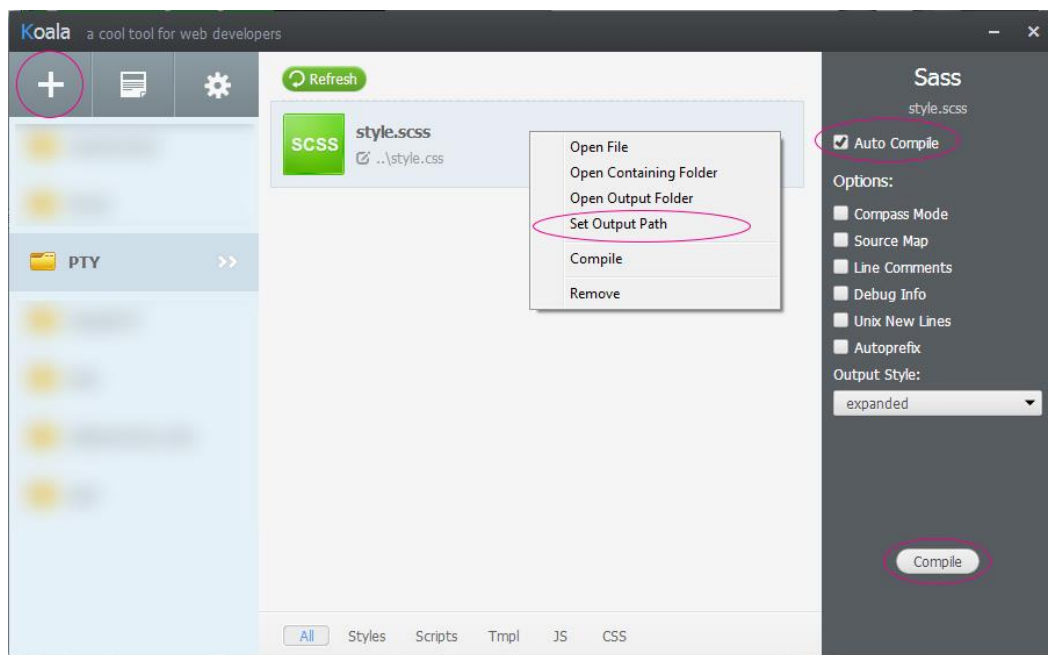 Koala a cool tool for web developers
Refresh
SCSS
style.scss
..\style.css
Open File
Open Containing Folder
Open Output Folder
Set Output Path
Compile
Remove
PTY
All Styles Scripts Tmpl JS CSS
Sass
style.scss
Auto Compile
Options:
Compass Mode
Source Map
Line Comments
Debug Info
Unix New Lines
Autoprefix
Output Style:
expanded
Compile